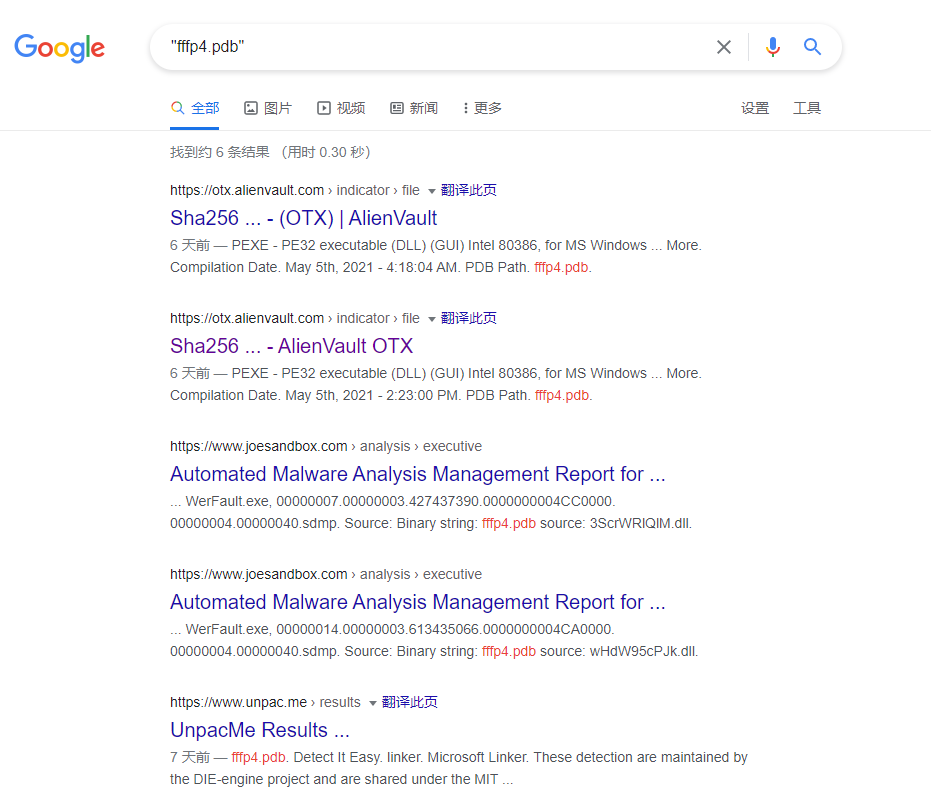 Google
"fffp4.pdb"
全部 图片 视频 新闻 更多 设置 工具
找到约 6 条结果 （用时 0.30 秒）
https://otx.alienvault.com › indicator › file 翻译此页
Sha256 ... - (OTX) | AlienVault
6 天前 — PEXE - PE32 executable (DLL) (GUI) Intel 80386, for MS Windows ... More.
Compilation Date. May 5th, 2021 - 4:18:04 AM. PDB Path. fffp4.pdb.
https://otx.alienvault.com › indicator › file 翻译此页
Sha256 ... - AlienVault OTX
6 天前 — PEXE - PE32 executable (DLL) (GUI) Intel 80386, for MS Windows ... More.
Compilation Date. May 5th, 2021 - 2:23:00 PM. PDB Path. fffp4.pdb.
https://www.joesandbox.com › analysis › executive
Automated Malware Analysis Management Report for ...
... WerFault.exe, 00000007.00000003.427437390.0000000004CC0000.
00000004.00000040.sdmp. Source: Binary string: fffp4.pdb source: 3ScrWRIQIM.dll.
https://www.joesandbox.com › analysis › executive
Automated Malware Analysis Management Report for ...
... WerFault.exe, 00000014.00000003.613435066.0000000004CA0000.
00000004.00000040.sdmp. Source: Binary string: fffp4.pdb source: wHdW95cPJk.dll.
https://www.unpac.me › results 翻译此页
UnpacMe Results ...
7 天前 — fffp4.pdb. Detect It Easy. linker. Microsoft Linker. These detection are maintained by
the DIE-engine project and are shared under the MIT ...